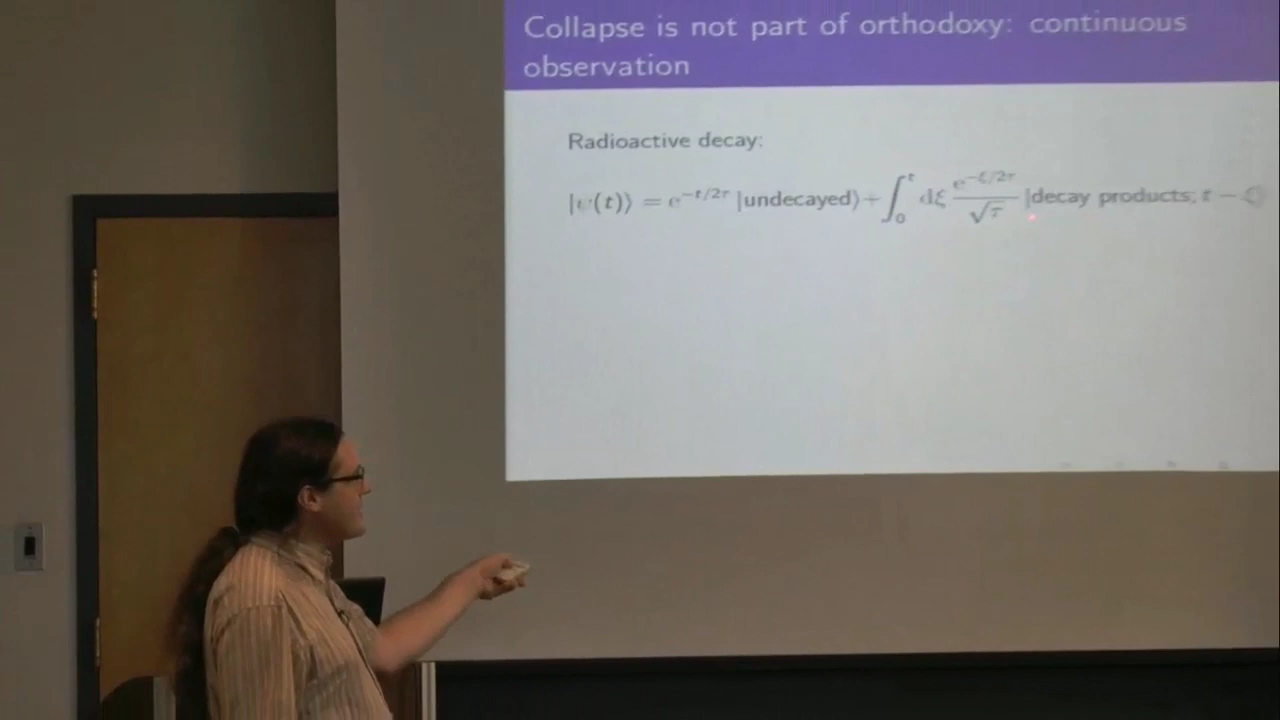 Collapse is not part of orthodoxy: continuous
observation
Radioactive decay:
|ψ(t)⟩ = e^{−t/2τ} |undecayed⟩ + ∫_0^t dξ e^{−ξ/2τ}/√τ |decay products; t − ξ⟩